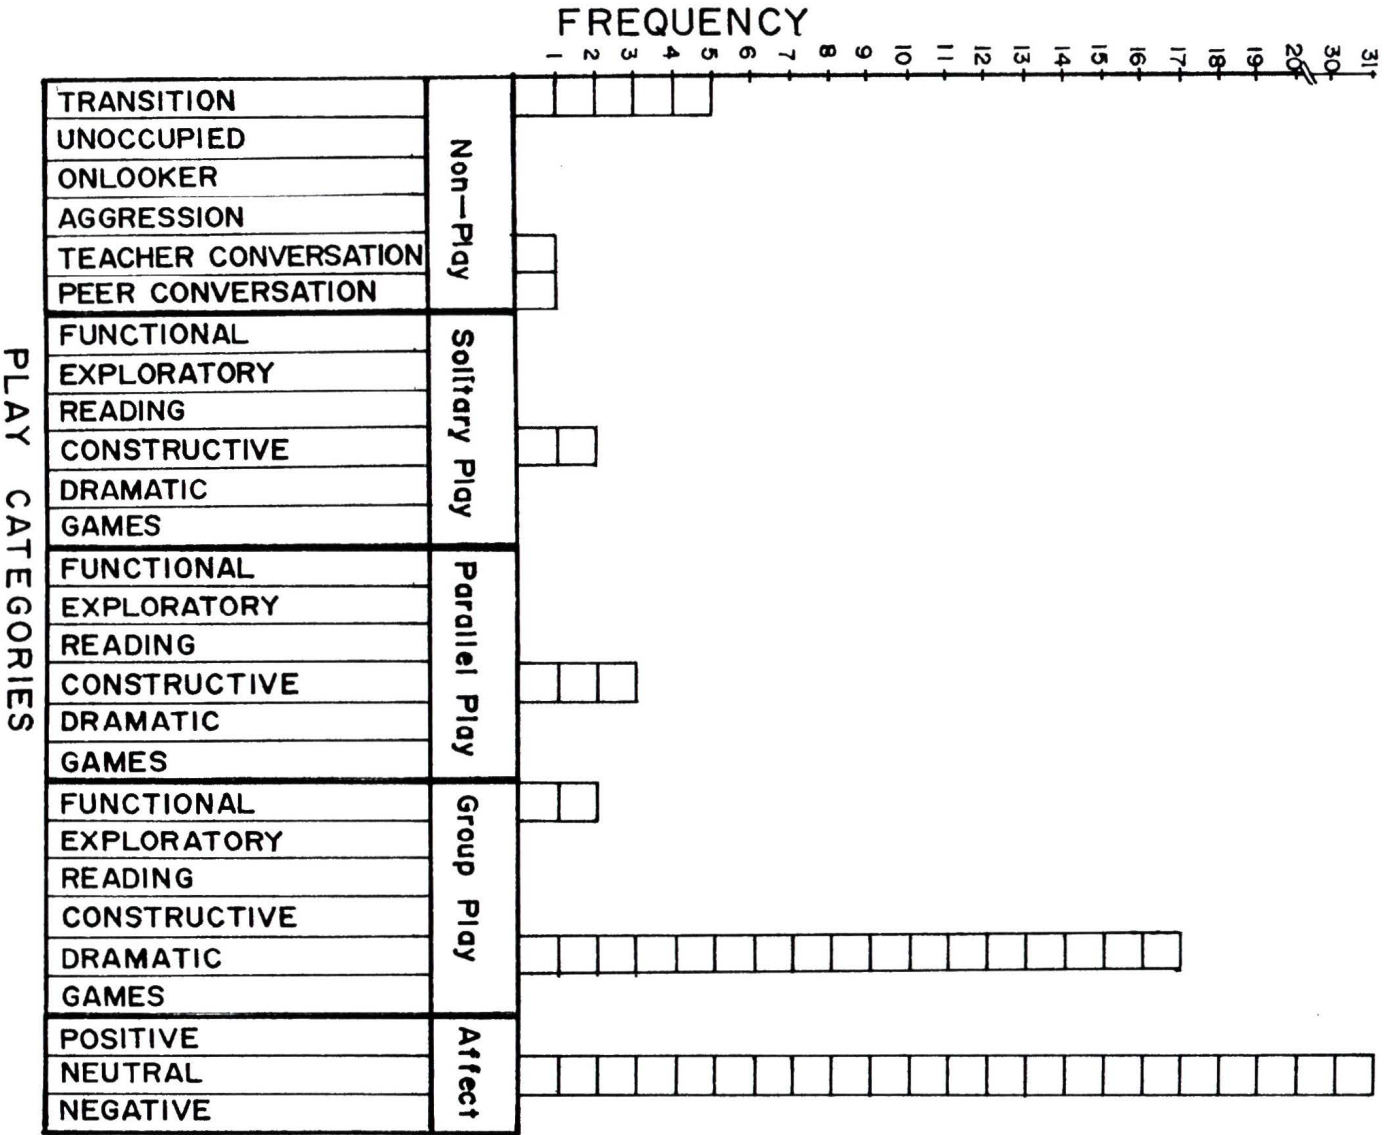 FREQUENCY
1 2 3 4 5 6 7 8 9 10 11 12 13 14 15 16 17 18 19 20 30 31
PLAY CATEGORIES
Non-Play
TRANSITION
UNOCCUPIED
ONLOOKER
AGGRESSION
TEACHER CONVERSATION
PEER CONVERSATION
Solitary Play
FUNCTIONAL
EXPLORATORY
READING
CONSTRUCTIVE
DRAMATIC
GAMES
Parallel Play
FUNCTIONAL
EXPLORATORY
READING
CONSTRUCTIVE
DRAMATIC
GAMES
Group Play
FUNCTIONAL
EXPLORATORY
READING
CONSTRUCTIVE
DRAMATIC
GAMES
Affect
POSITIVE
NEUTRAL
NEGATIVE